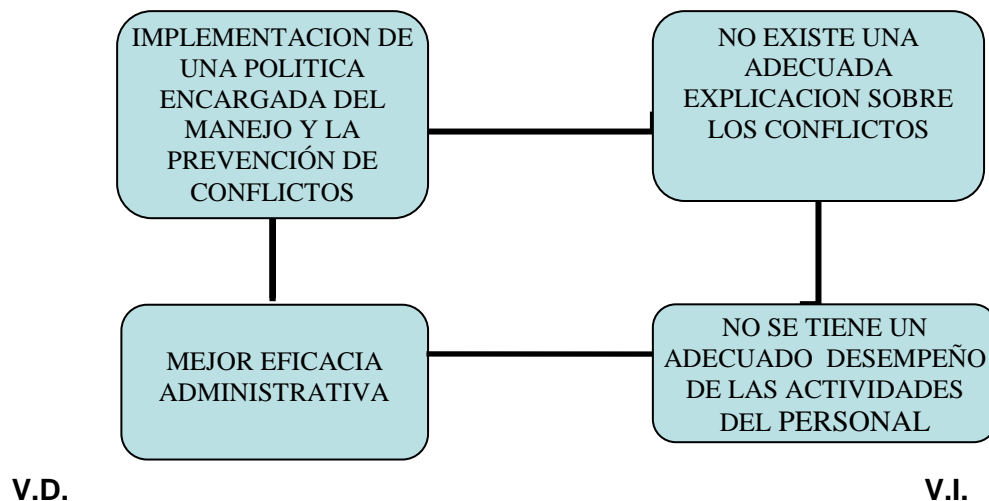 IMPLEMENTACION DE
UNA POLITICA
ENCARGADA DEL
MANEJO Y LA
PREVENCIÓN DE
CONFLICTOS
NO EXISTE UNA
ADECUADA
EXPLICACION SOBRE
LOS CONFLICTOS
MEJOR EFICACIA
ADMINISTRATIVA
NO SE TIENE UN
ADECUADO DESEMPEÑO
DE LAS ACTIVIDADES
DEL PERSONAL
V.D.
V.I.